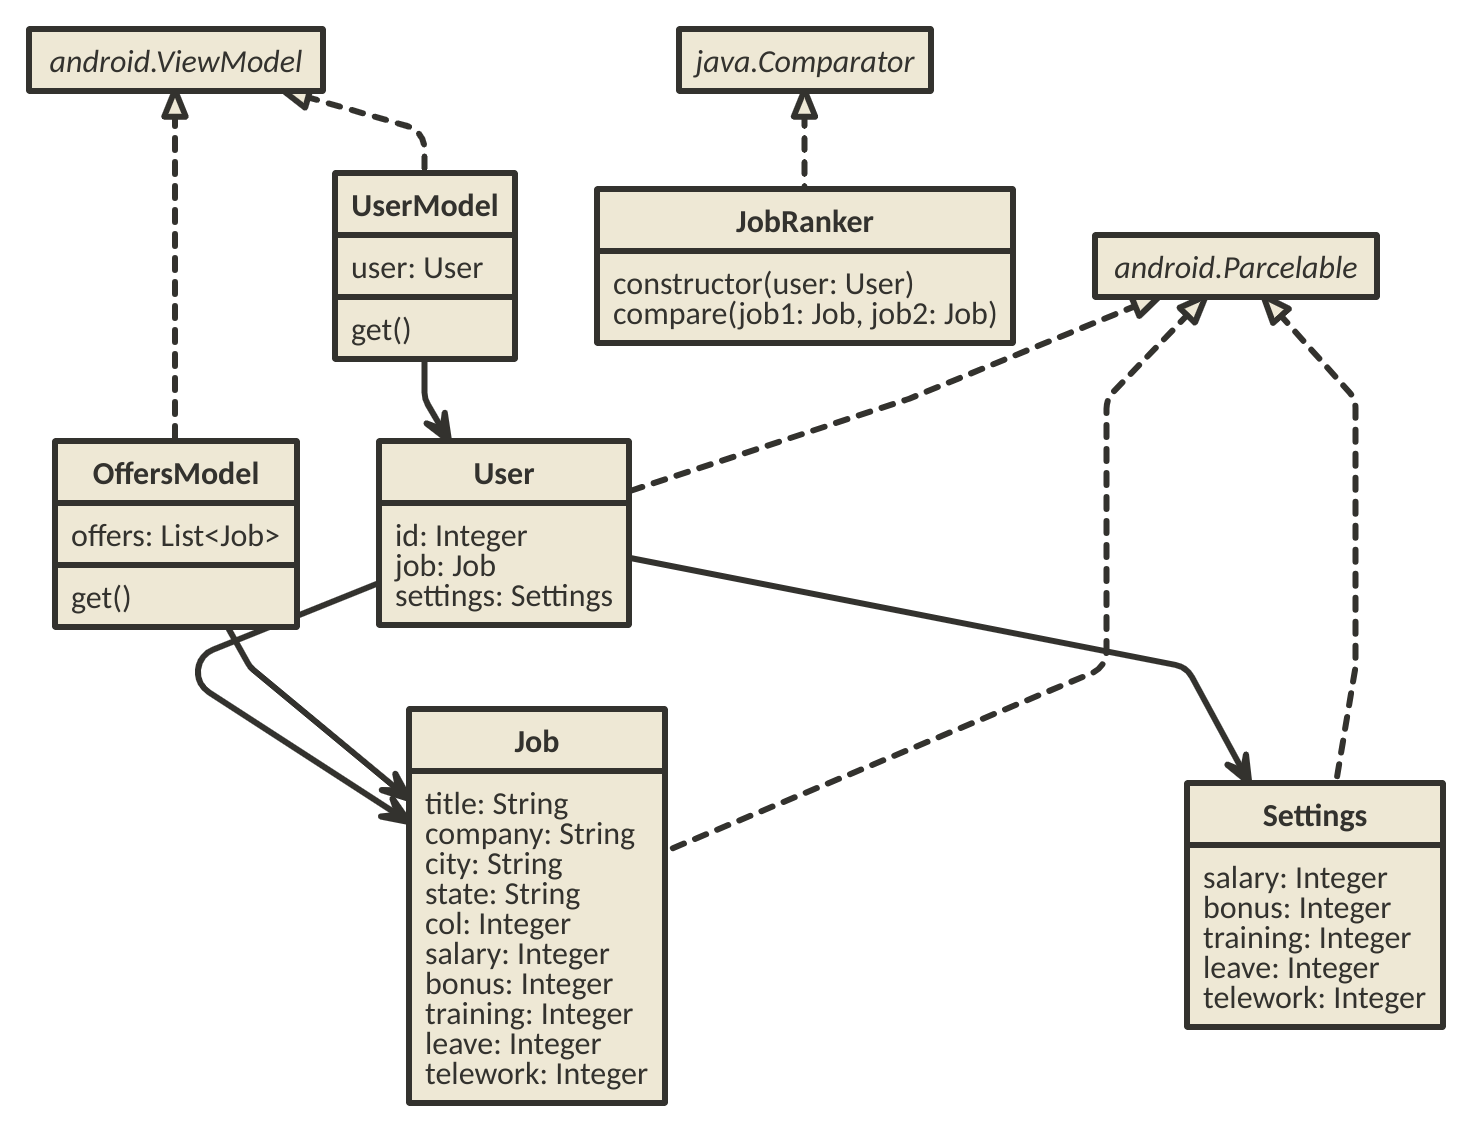 android.ViewModel
java.Comparator
UserModel
user: User
get()
JobRanker
constructor(user: User)
compare(job1: Job, job2: Job)
android.Parcelable
OffersModel
offers: List<Job>
get()
User
id: Integer
job: Job
settings: Settings
Job
title: String
company: String
city: String
state: String
col: Integer
salary: Integer
bonus: Integer
training: Integer
leave: Integer
telework: Integer
Settings
salary: Integer
bonus: Integer
training: Integer
leave: Integer
telework: Integer